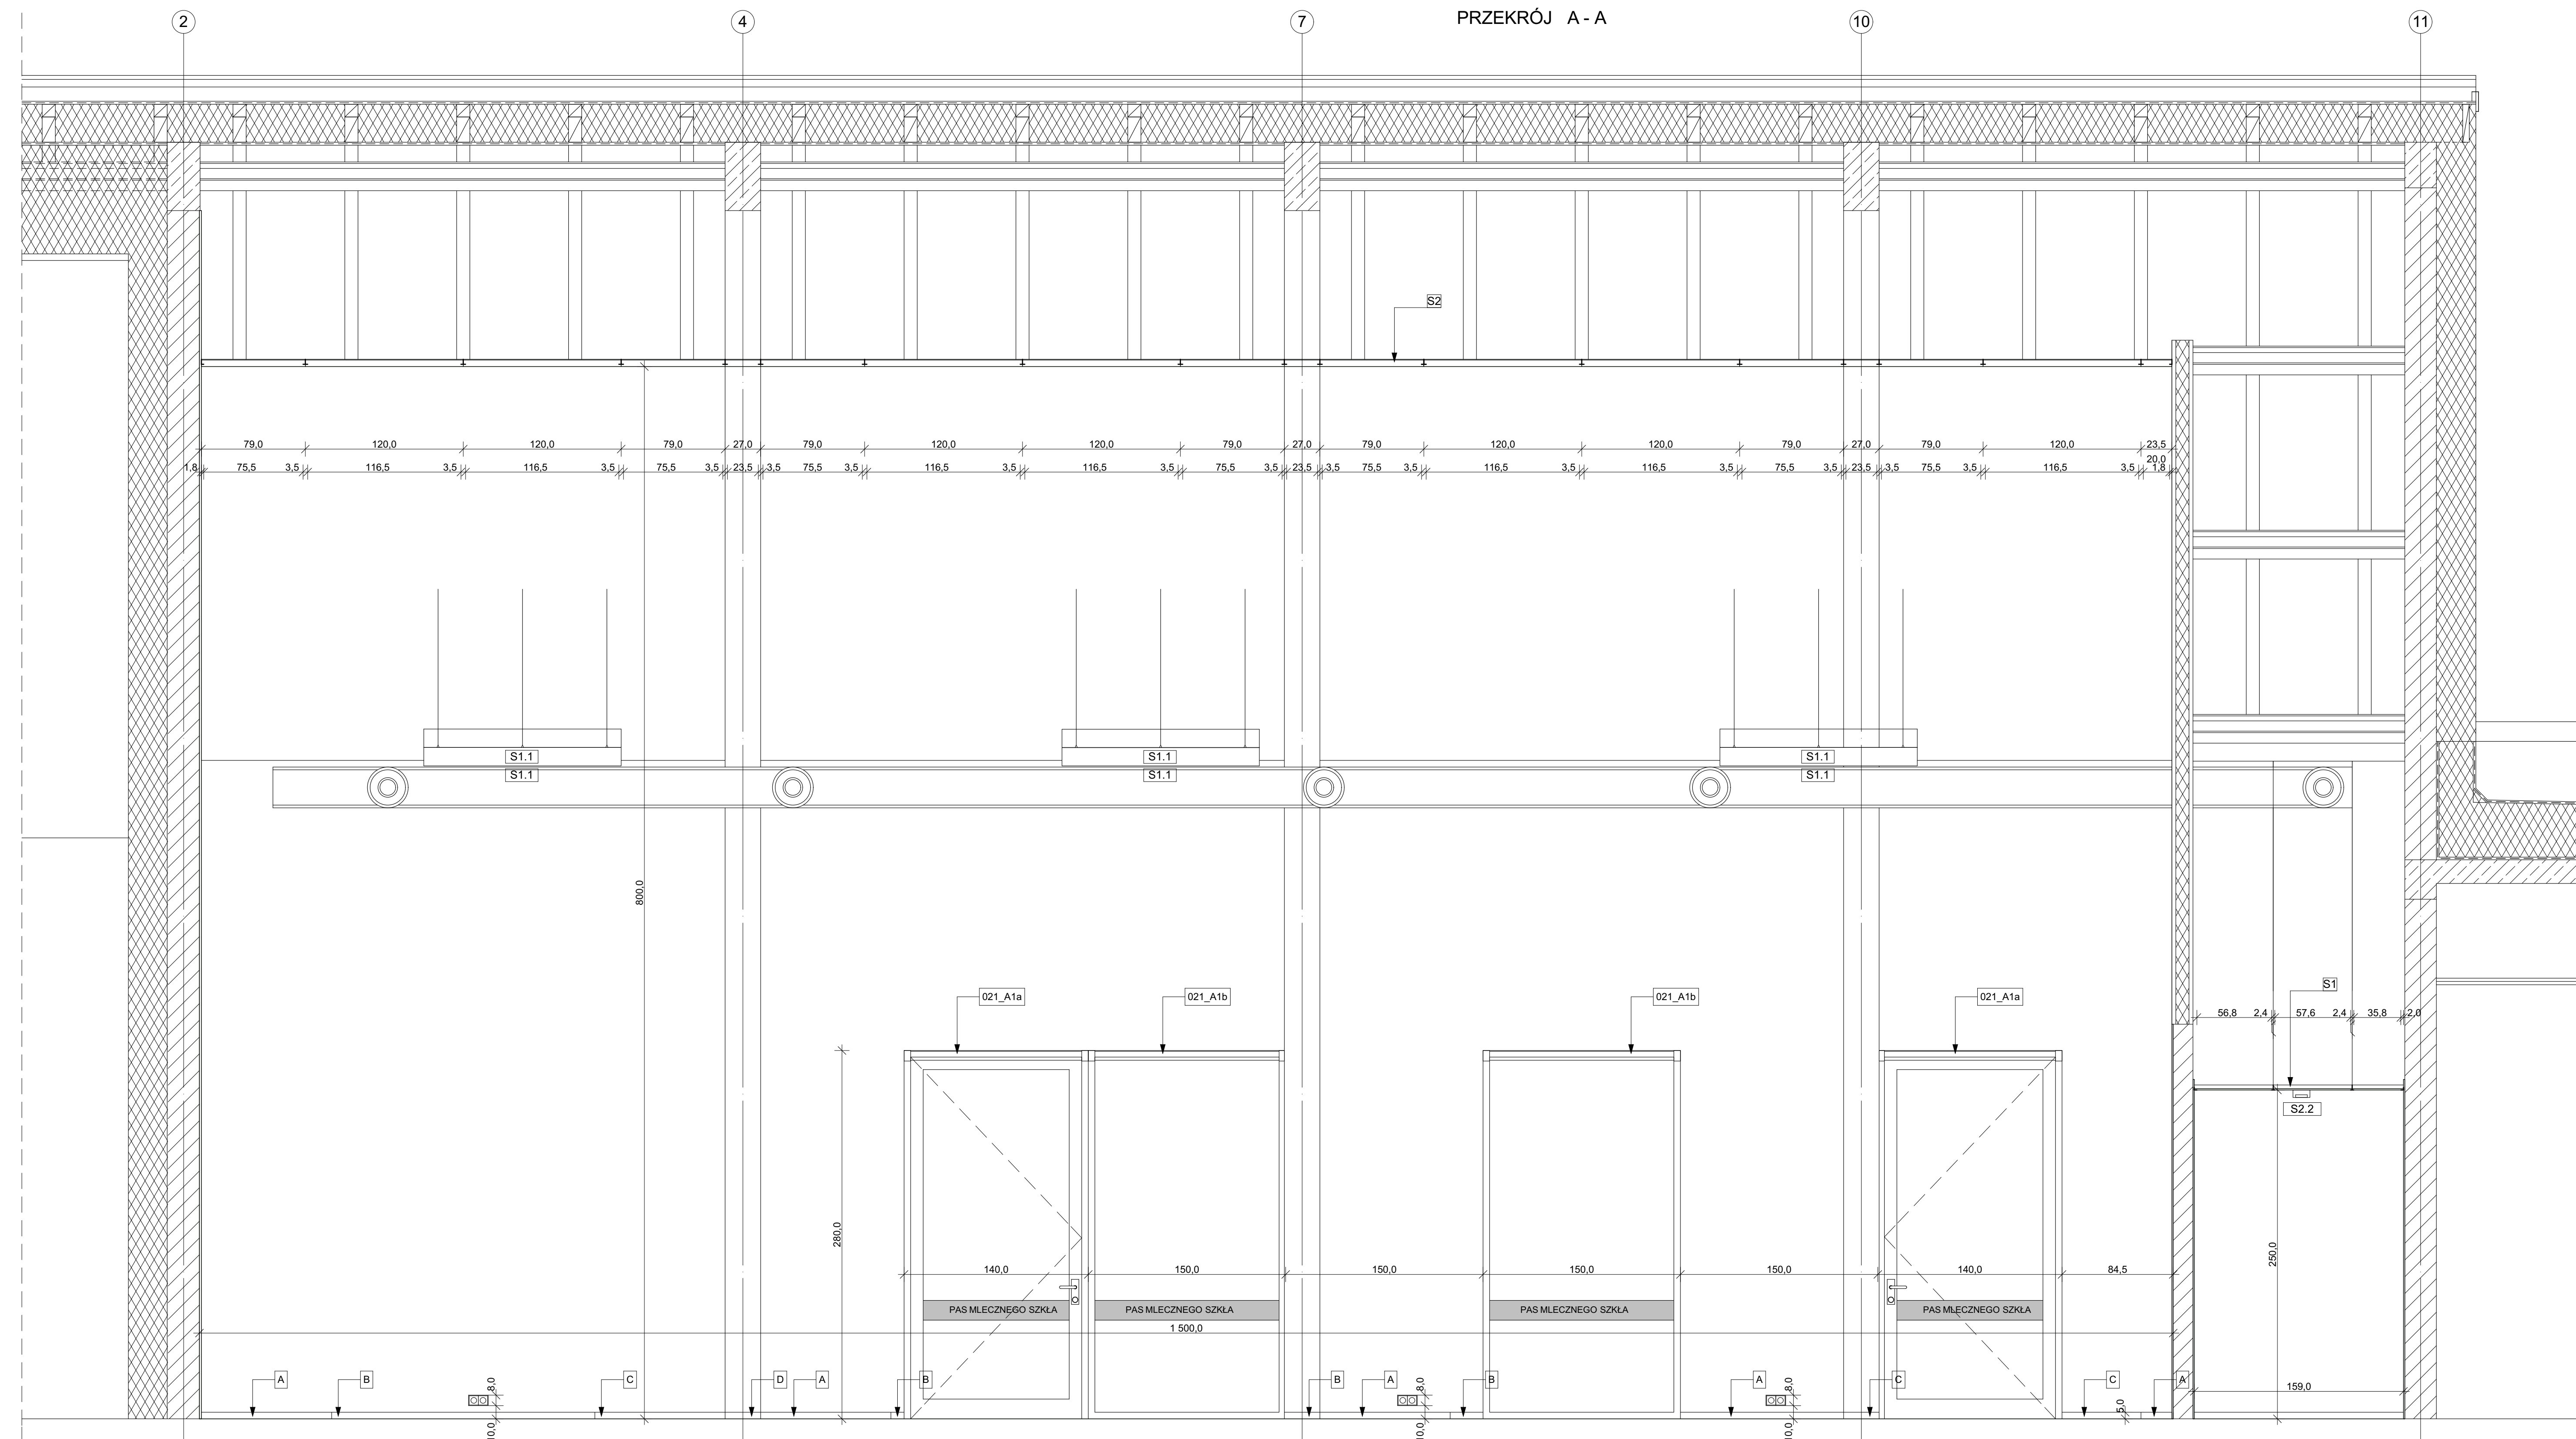 2 4 7 PRZEKRÓJ A - A 10 11
S2
79,0 120,0 120,0 79,0 27,0 79,0 120,0 120,0 79,0 27,0 79,0 120,0 120,0 79,0 27,0 79,0 120,0 23,5
20,0
1,8 75,5 3,5 116,5 3,5 116,5 3,5 75,5 3,5 23,5 3,5 75,5 3,5 116,5 3,5 116,5 3,5 75,5 3,5 23,5 3,5 75,5 3,5 116,5 3,5 116,5 3,5 75,5 3,5 23,5 3,5 75,5 3,5 116,5 3,5 1,8
S1.1 S1.1 S1.1
S1.1 S1.1 S1.1
800,0
S1
021_A1a 021_A1b 021_A1b 021_A1a
56,8 2,4 57,6 2,4 35,8 2,0
S2.2
280,0
250,0
140,0 150,0 150,0 150,0 150,0 140,0 84,5
PAS MLECZNEGO SZKŁA PAS MLECZNEGO SZKŁA PAS MLECZNEGO SZKŁA PAS MLECZNEGO SZKŁA
1 500,0
A B 8,0 C D A B B A 8,0 B A 8,0 C C A
159,0
5,0
10,0 10,0 10,0